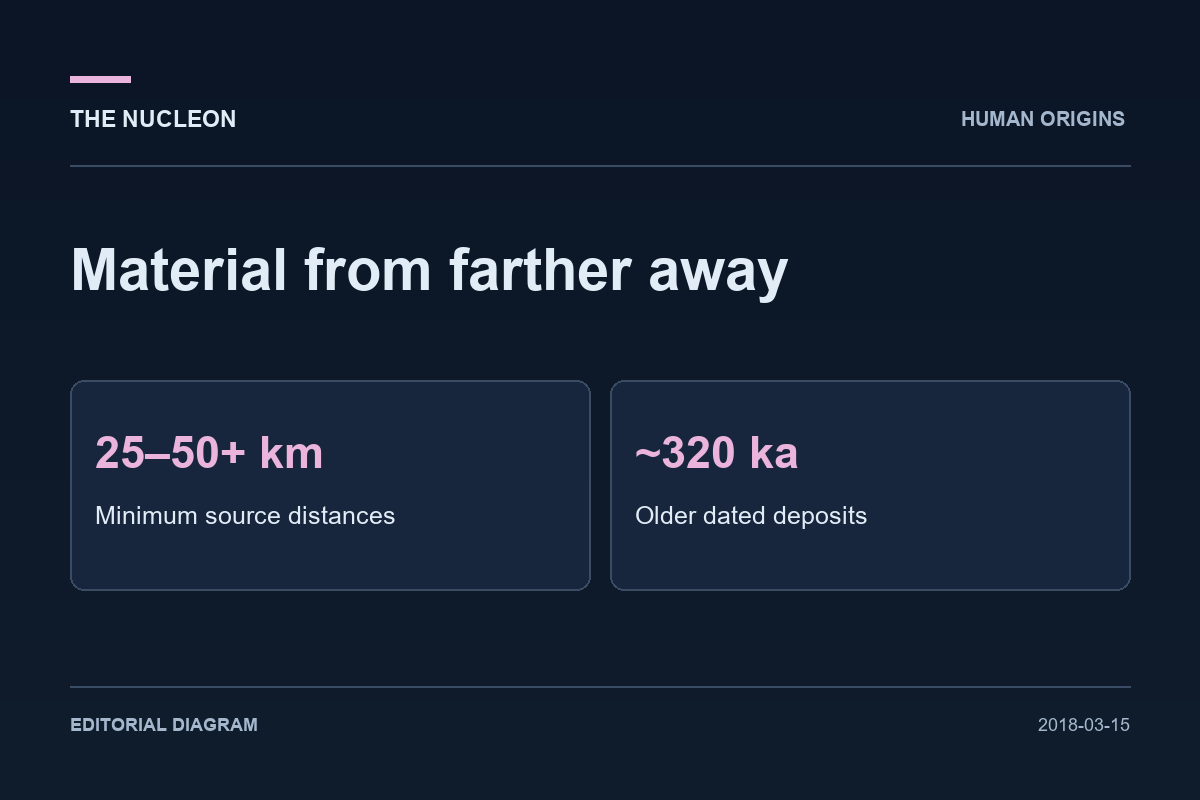 THE NUCLEON
HUMAN ORIGINS
Material from farther away
25–50+ km
Minimum source distances
~320 ka
Older dated deposits
EDITORIAL DIAGRAM
2018-03-15